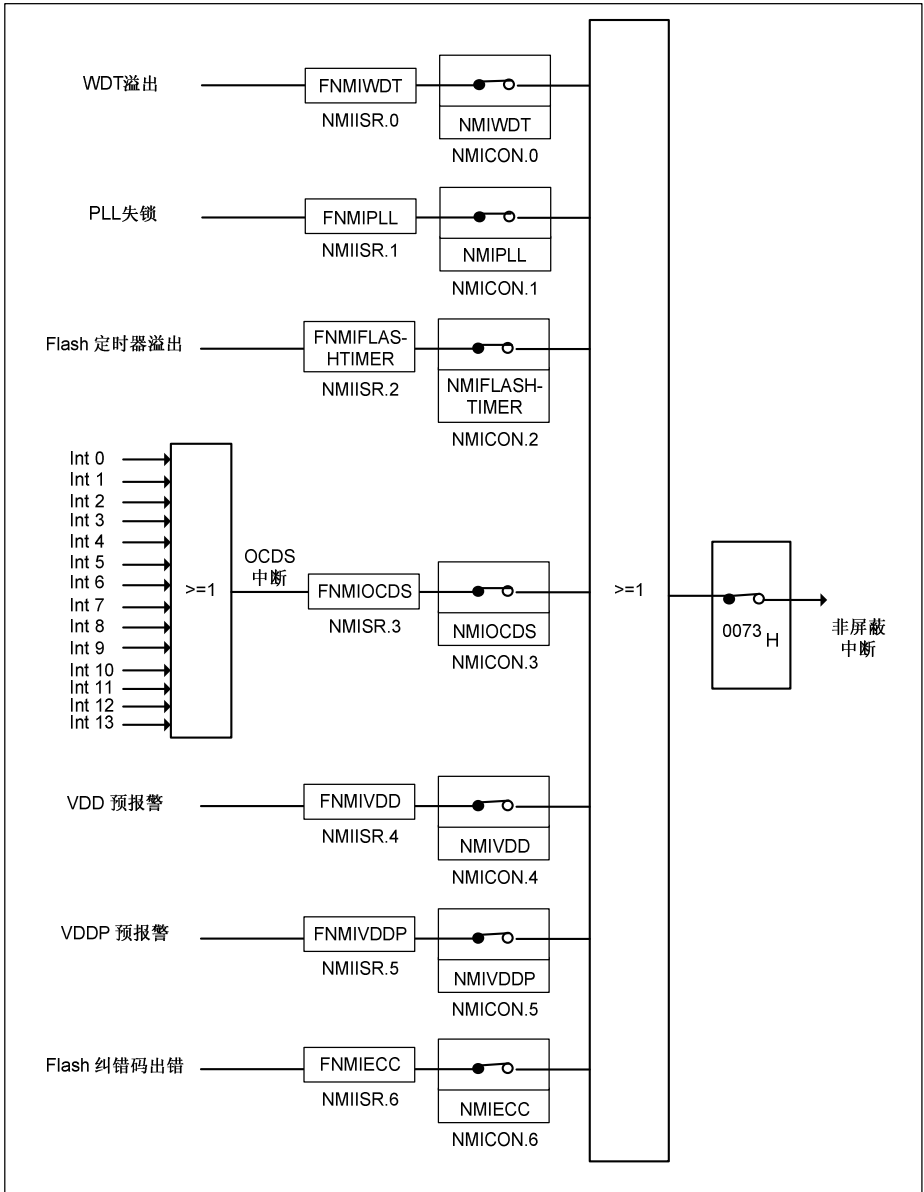 WDT溢出
FNMIWDT
NMIISR.0
NMIWDT
NMICON.0
PLL失锁
FNMIPLL
NMIISR.1
NMIPLL
NMICON.1
Flash 定时器溢出
FNMIFLAS-
HTIMER
NMIISR.2
NMIFLASH-
TIMER
NMICON.2
Int 0
Int 1
Int 2
Int 3
Int 4
Int 5
Int 6
Int 7
Int 8
Int 9
Int 10
Int 11
Int 12
Int 13
>=1
OCDS
中断
FNMIOCDS
NMISR.3
NMIOCDS
NMICON.3
>=1
0073 H
非屏蔽
中断
VDD 预报警
FNMIVDD
NMIISR.4
NMIVDD
NMICON.4
VDDP 预报警
FNMIVDDP
NMIISR.5
NMIVDDP
NMICON.5
Flash 纠错码出错
FNMIECC
NMIISR.6
NMIECC
NMICON.6